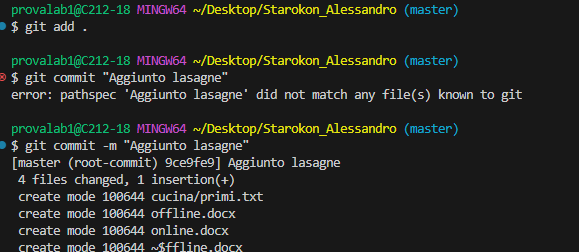 provalab1@C212-18 MINGW64 ~/Desktop/Starokon_Alessandro (master)
$ git add .
provalab1@C212-18 MINGW64 ~/Desktop/Starokon_Alessandro (master)
$ git commit "Aggiunto lasagne"
error: pathspec 'Aggiunto lasagne' did not match any file(s) known to git
provalab1@C212-18 MINGW64 ~/Desktop/Starokon_Alessandro (master)
$ git commit -m "Aggiunto lasagne"
[master (root-commit) 9ce9fe9] Aggiunto lasagne
4 files changed, 1 insertion(+)
create mode 100644 cucina/primi.txt
create mode 100644 offline.docx
create mode 100644 online.docx
create mode 100644 ~$ffline.docx